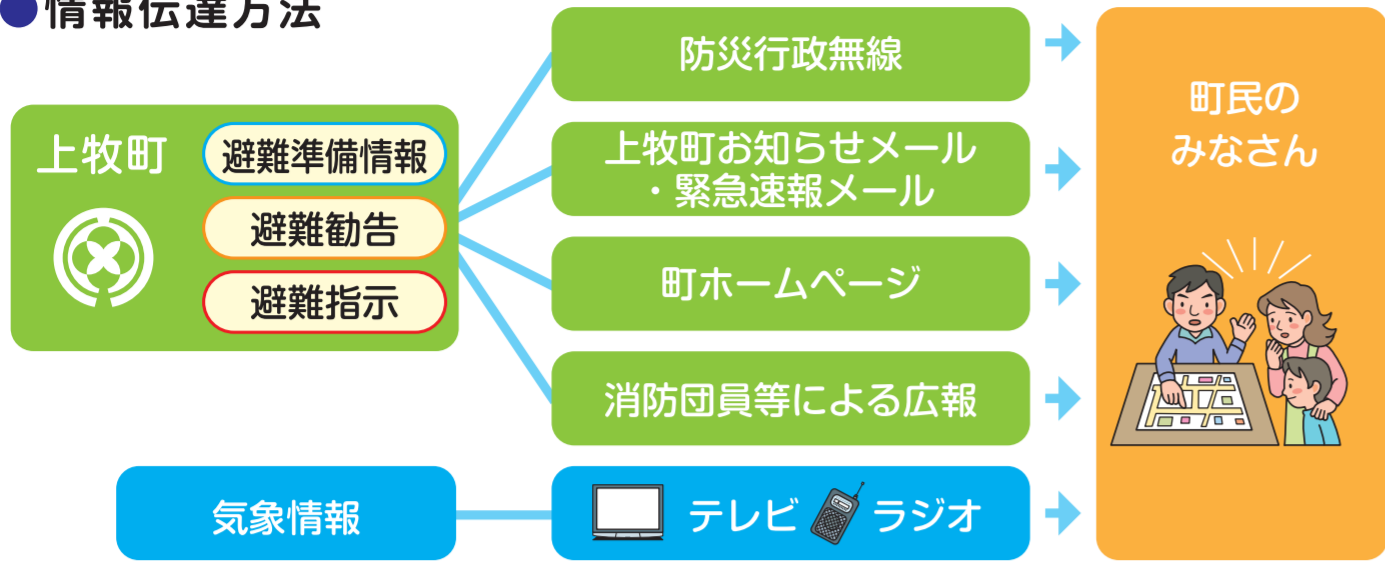 ●情報伝達方法
上牧町
避難準備情報
避難勧告
避難指示
防災行政無線
上牧町お知らせメール
・緊急速報メール
町ホームページ
消防団員等による広報
気象情報
テレビ
ラジオ
町民の
みなさん